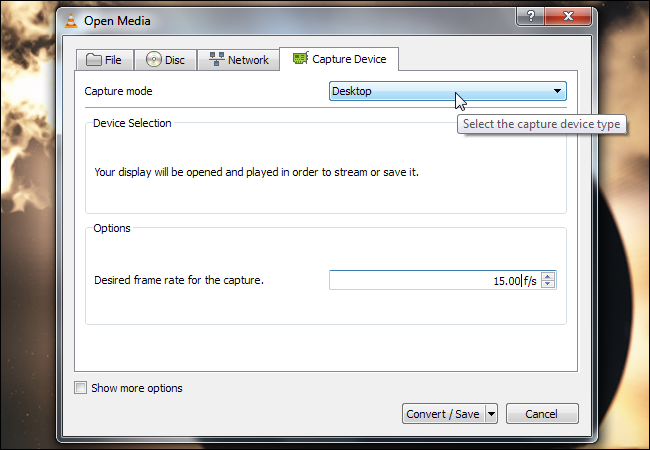 Open Media
File Disc Network Capture Device
Capture mode Desktop
Select the capture device type
Device Selection
Your display will be opened and played in order to stream or save it.
Options
Desired frame rate for the capture. 15.00 f/s
Show more options
Convert / Save Cancel